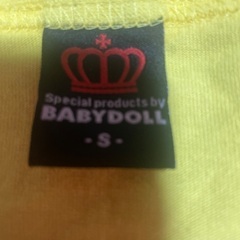 Special products by
BABYDOLL
- S -